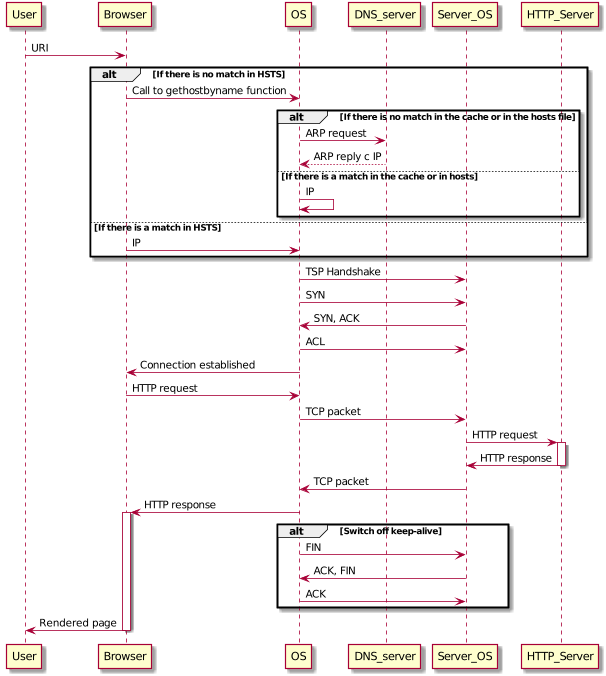 User Browser OS DNS_server Server_OS HTTP_Server
URI
alt [If there is no match in HSTS]
Call to gethostbyname function
alt [If there is no match in the cache or in the hosts file]
ARP request
ARP reply c IP
[If there is a match in the cache or in hosts]
IP
[If there is a match in HSTS]
IP
TSP Handshake
SYN
SYN, ACK
ACL
Connection established
HTTP request
TCP packet
HTTP request
HTTP response
TCP packet
HTTP response
alt [Switch off keep-alive]
FIN
ACK, FIN
ACK
Rendered page
User Browser OS DNS_server Server_OS HTTP_Server